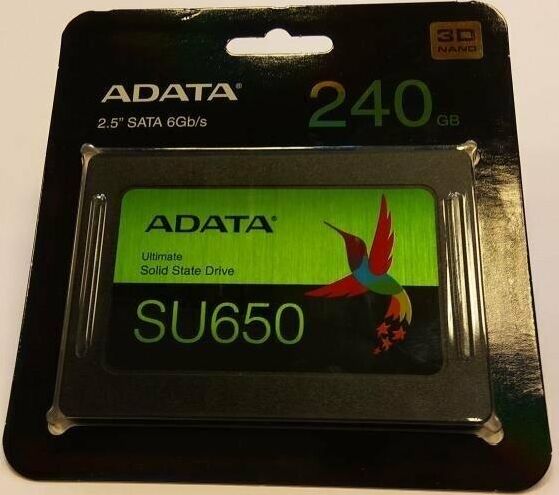 3D
NAND
ADATA®
240 GB
2.5" SATA 6Gb/s
ADATA®
Ultimate
Solid State Drive
SU650